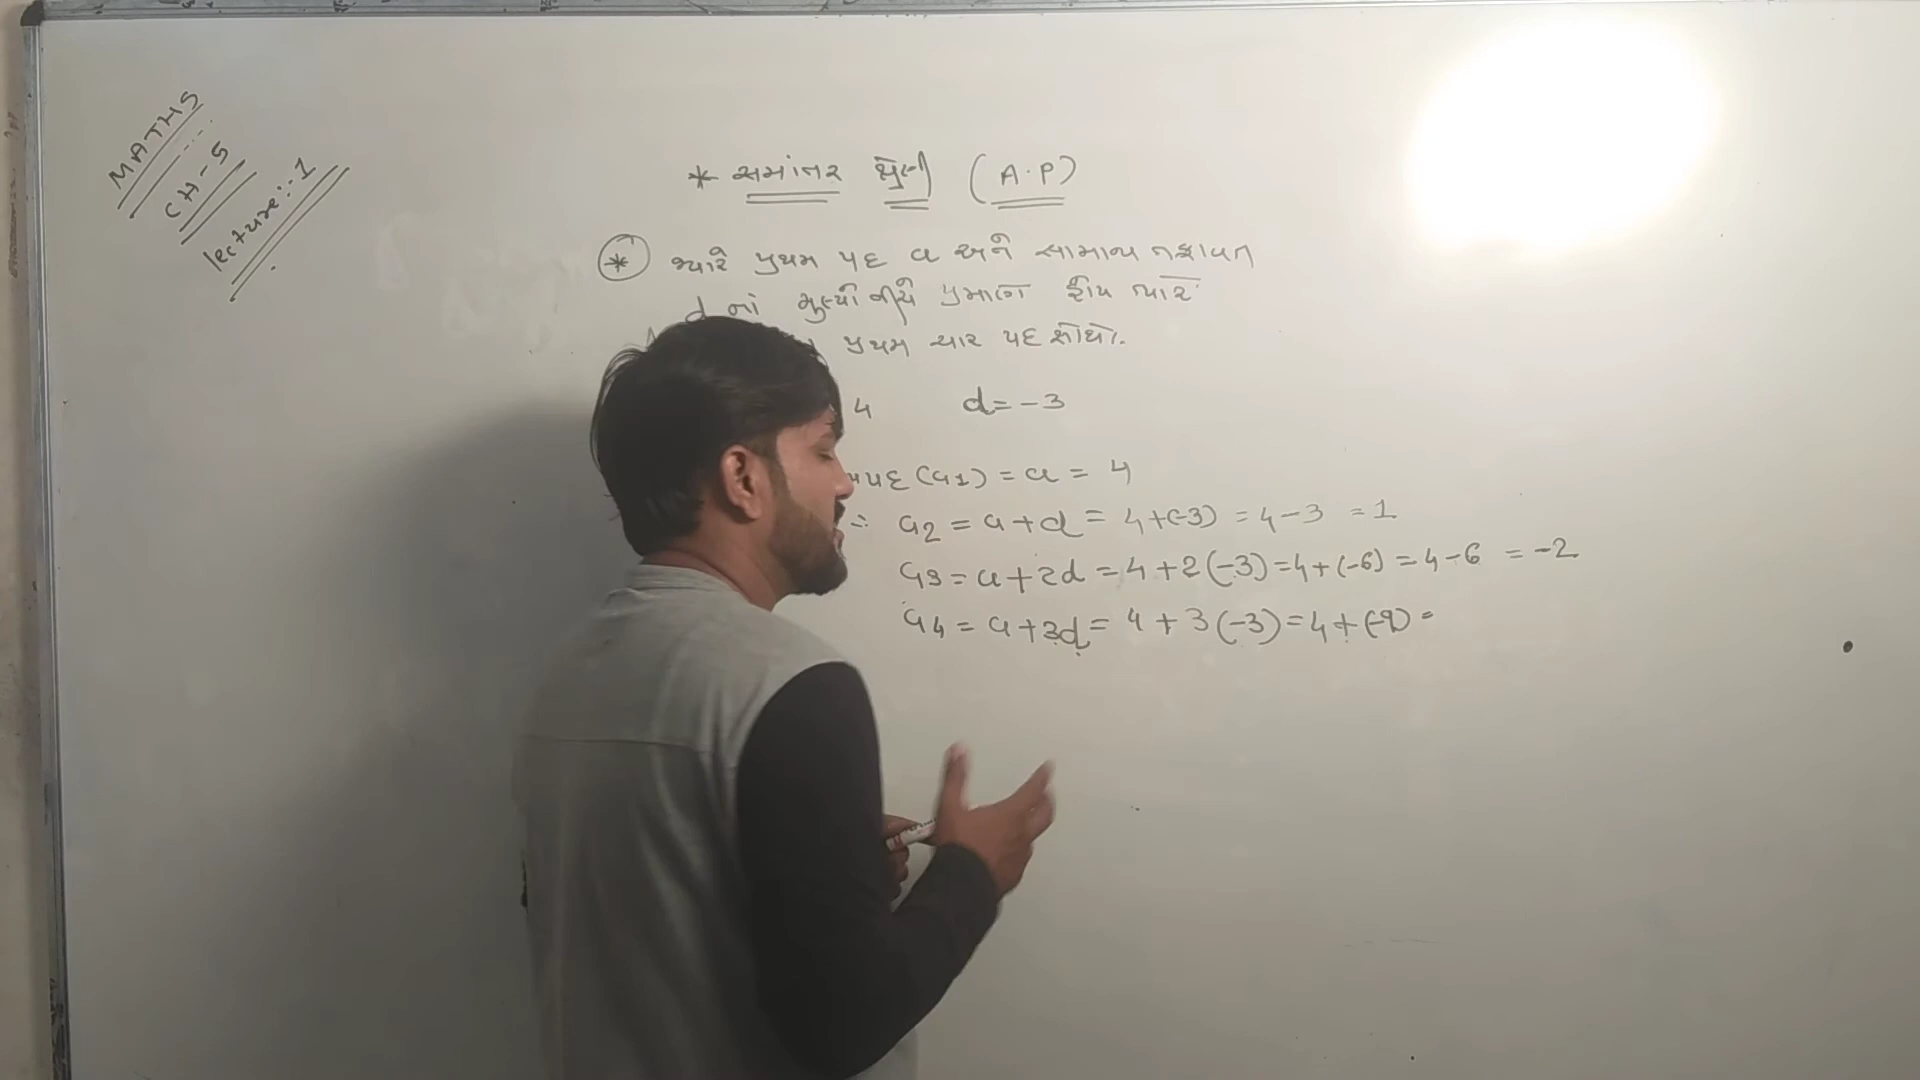 MATHS
CH-5
lecture:-1
* સમાંતર શ્રેણી (A.P)
* જ્યારે પ્રથમ પદ a અને સામાન્ય તફાવત
d નાં મુલ્યો નીચે પ્રમાણે હોય ત્યારે
પ્રથમ ચાર પદ શોધો.
4 d=-3
પદ (a1) = a = 4
∴ a2 = a+d = 4+(-3) = 4-3 = 1
a3 = a+2d = 4+2(-3)=4+(-6) = 4-6 = -2
a4 = a+3d = 4+3(-3)=4+(-9) =